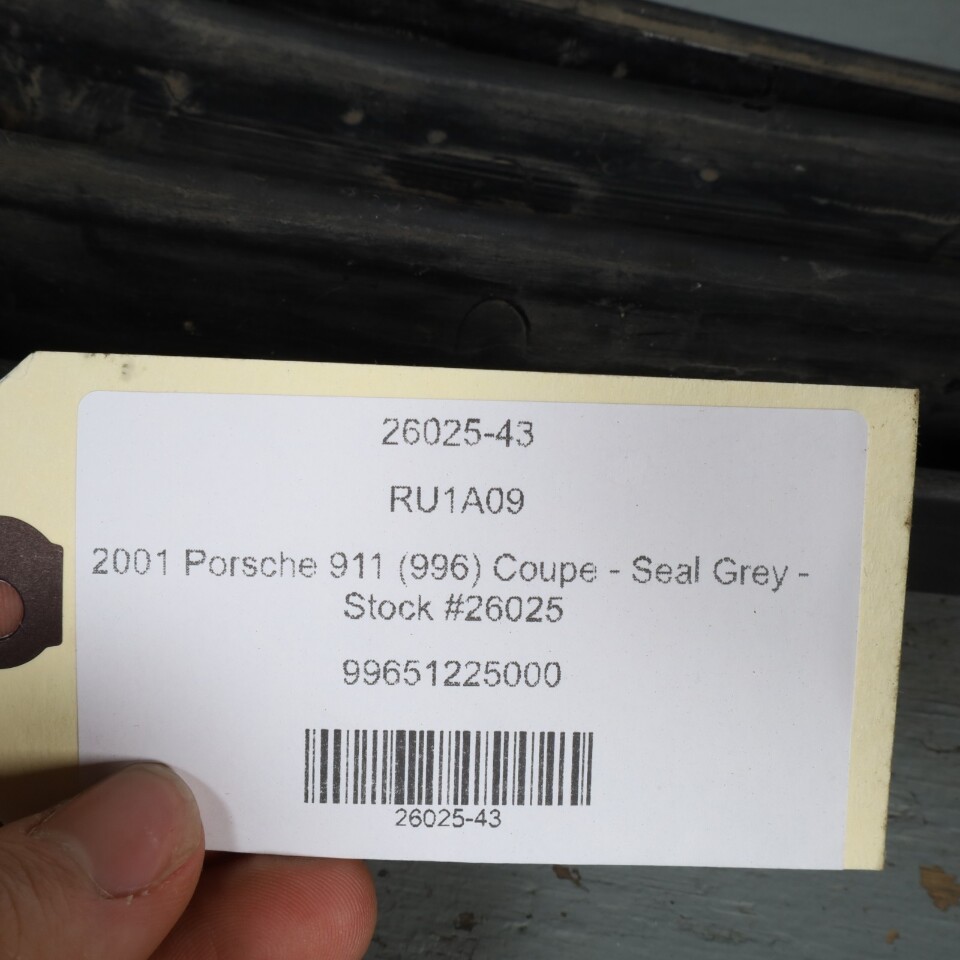 26025-43
RU1A09
2001 Porsche 911 (996) Coupe - Seal Grey -
Stock #26025
99651225000
26025-43